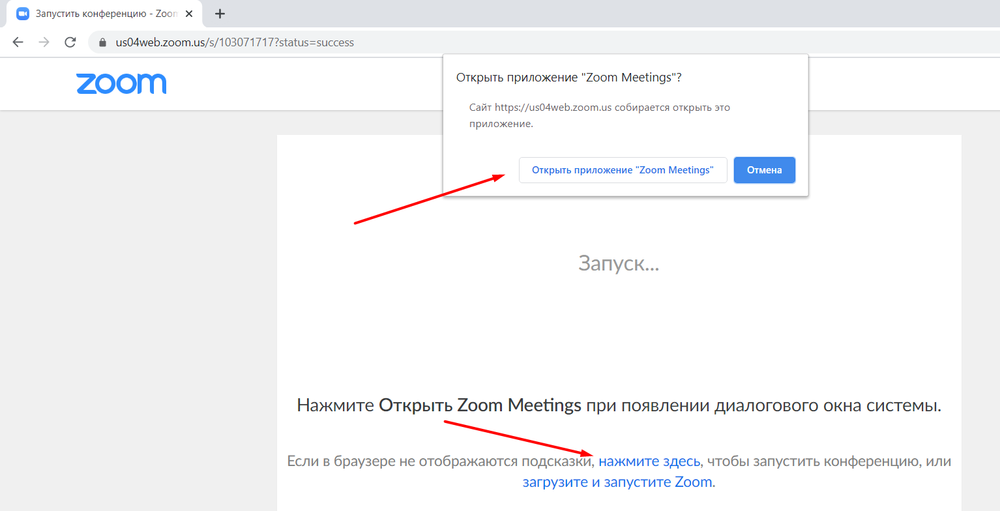 Запустить конференцию - Zoom
us04web.zoom.us/s/103071717?status=success
zoom
Открыть приложение "Zoom Meetings"?
Сайт https://us04web.zoom.us собирается открыть это
приложение.
Открыть приложение "Zoom Meetings"
Отмена
Запуск...
Нажмите Открыть Zoom Meetings при появлении диалогового окна системы.
Если в браузере не отображаются подсказки, нажмите здесь, чтобы запустить конференцию, или
загрузите и запустите Zoom.